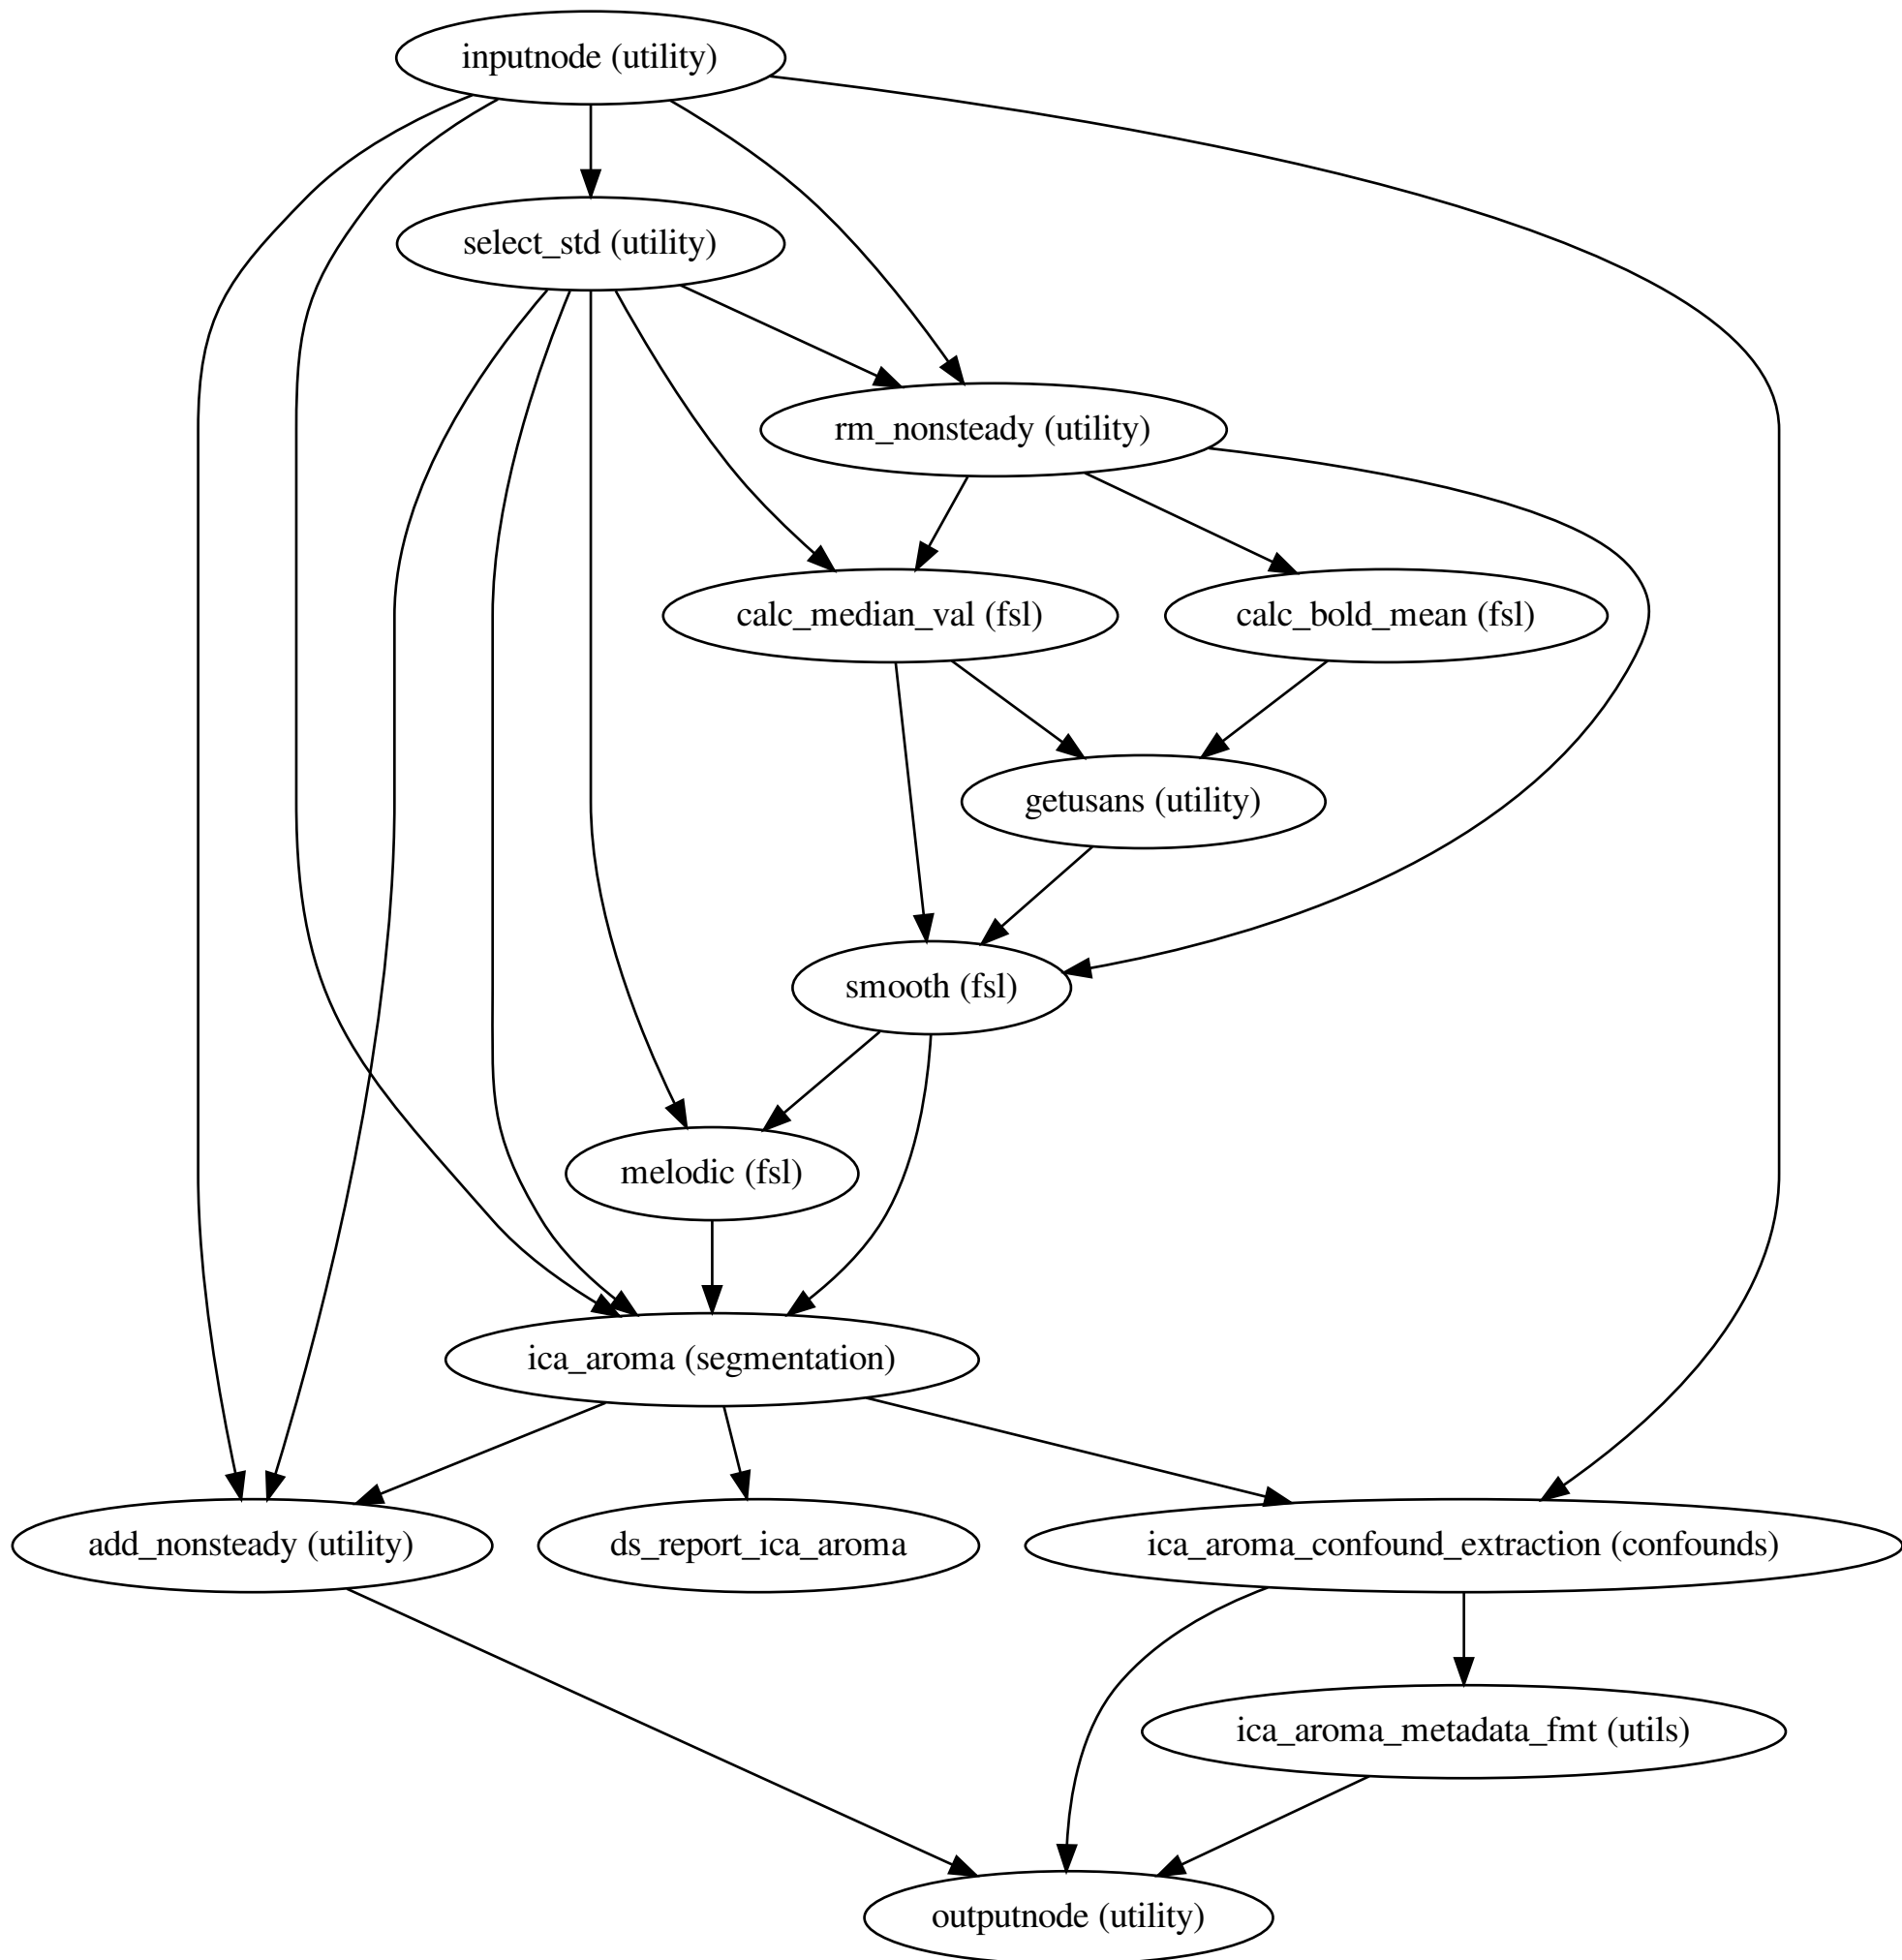 inputnode (utility)
select_std (utility)
rm_nonsteady (utility)
calc_median_val (fsl)
calc_bold_mean (fsl)
getusans (utility)
smooth (fsl)
melodic (fsl)
ica_aroma (segmentation)
add_nonsteady (utility)
ds_report_ica_aroma
ica_aroma_confound_extraction (confounds)
ica_aroma_metadata_fmt (utils)
outputnode (utility)